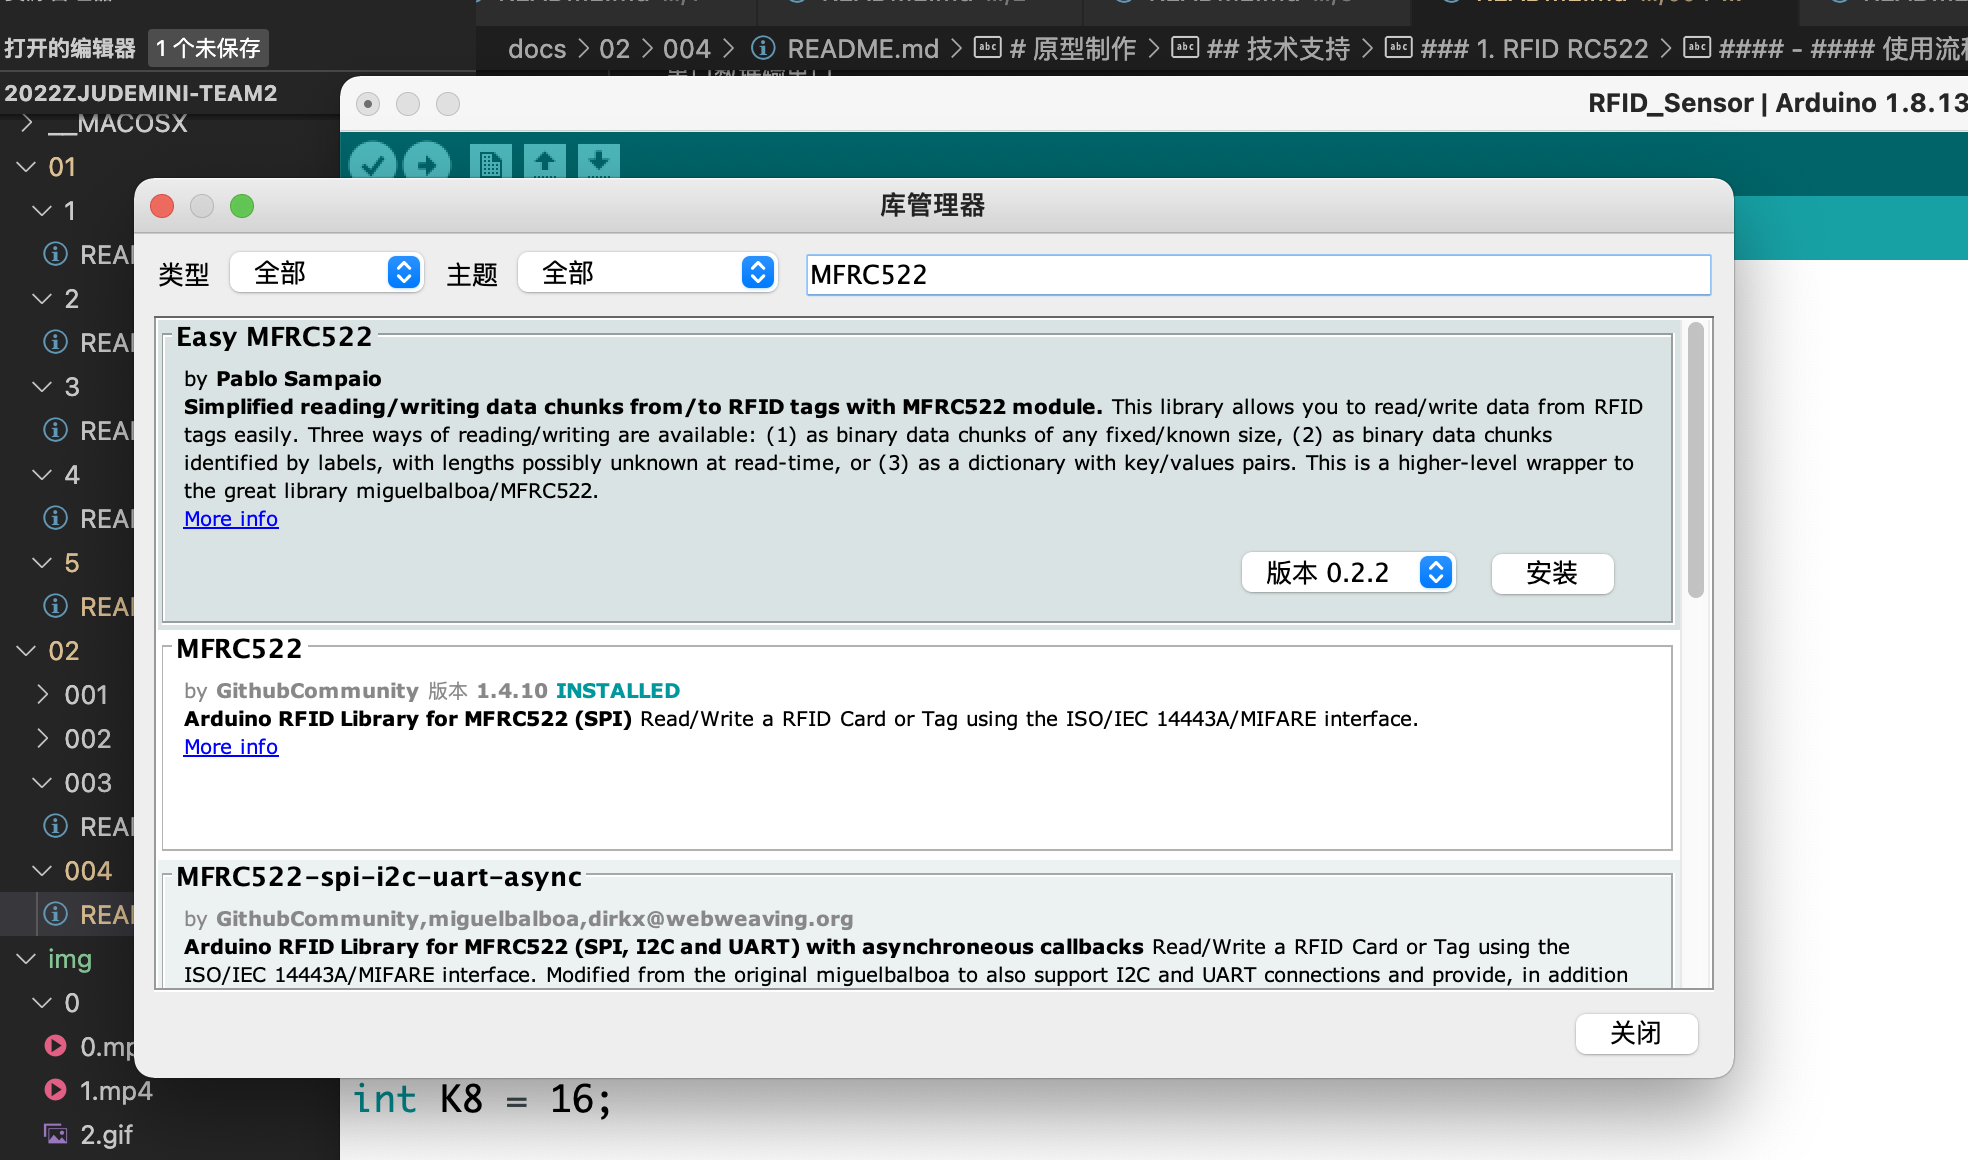 打开的编辑器 1 个未保存
docs > 02 > 004 > README.md > # 原型制作 > ## 技术支持 > ### 1. RFID RC522 > #### - #### 使用流程
2022ZJUDEMINI-TEAM2
RFID_Sensor | Arduino 1.8.13
__MACOSX
01
1
READ
2
READ
3
READ
4
READ
5
READ
02
001
002
003
READ
004
READ
img
0
0.mp
1.mp4
2.gif
库管理器
类型 全部 主题 全部 MFRC522
Easy MFRC522
by Pablo Sampaio
Simplified reading/writing data chunks from/to RFID tags with MFRC522 module. This library allows you to read/write data from RFID
tags easily. Three ways of reading/writing are available: (1) as binary data chunks of any fixed/known size, (2) as binary data chunks
identified by labels, with lengths possibly unknown at read-time, or (3) as a dictionary with key/values pairs. This is a higher-level wrapper to
the great library miguelbalboa/MFRC522.
More info
版本 0.2.2 安装
MFRC522
by GithubCommunity 版本 1.4.10 INSTALLED
Arduino RFID Library for MFRC522 (SPI) Read/Write a RFID Card or Tag using the ISO/IEC 14443A/MIFARE interface.
More info
MFRC522-spi-i2c-uart-async
by GithubCommunity,miguelbalboa,dirkx@webweaving.org
Arduino RFID Library for MFRC522 (SPI, I2C and UART) with asynchroneous callbacks Read/Write a RFID Card or Tag using the
ISO/IEC 14443A/MIFARE interface. Modified from the original miguelbalboa to also support I2C and UART connections and provide, in addition
关闭
int K8 = 16;